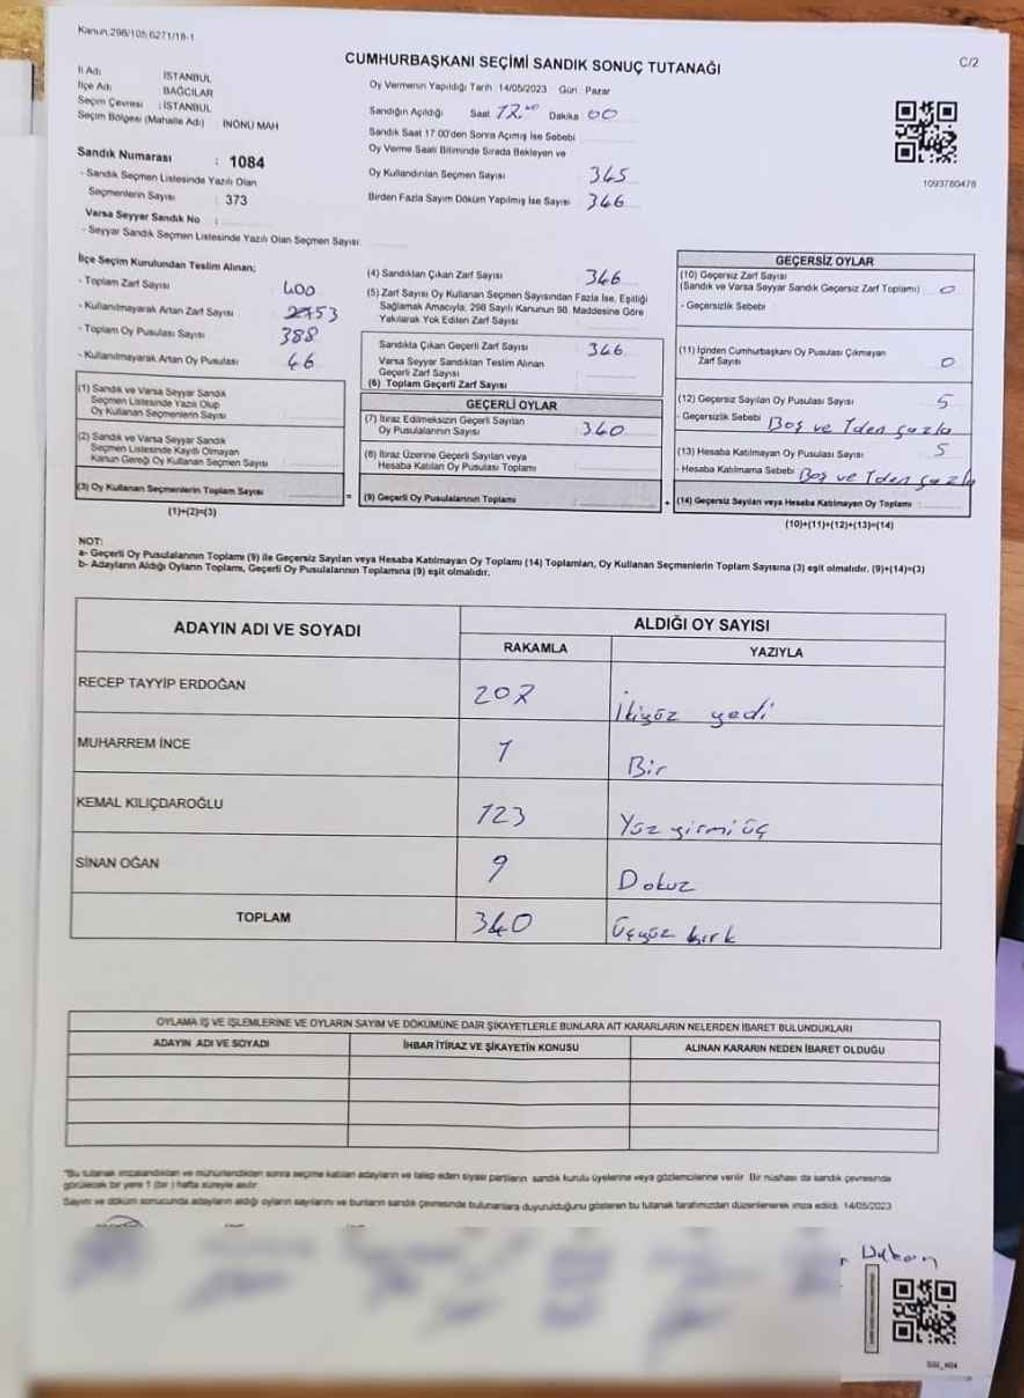 Kanun:298/105,6271/18-1
C/2
CUMHURBAŞKANI SEÇİMİ SANDIK SONUÇ TUTANAĞI
İl Adı : İSTANBUL
İlçe Adı : BAĞCILAR
Seçim Çevresi : İSTANBUL
Seçim Bölgesi (Mahalle Adı) : İNÖNÜ MAH
Sandık Numarası : 1084
- Sandık Seçmen Listesinde Yazılı Olan
Seçmenlerin Sayısı : 373
Varsa Seyyar Sandık No :
- Seyyar Sandık Seçmen Listesinde Yazılı Olan Seçmen Sayısı:
Oy Vermenin Yapıldığı Tarih 14/05/2023 Gün Pazar
Sandığın Açıldığı Saat Dakika 00
Sandık Saat 17:00'den Sonra Açımış İse Sebebi
Oy Verme Saati Bitiminde Sırada Bekleyen ve
Oy Kullandırılan Seçmen Sayısı 345
Birden Fazla Sayım Döküm Yapılmış İse Sayısı 346
1093780478
İlçe Seçim Kurulundan Teslim Alınan;
- Toplam Zarf Sayısı 400
- Kullanılmayarak Artan Zarf Sayısı
- Toplam Oy Pusulası Sayısı 388
- Kullanılmayarak Artan Oy Pusulası 46
(1) Sandık ve Varsa Seyyar Sandık
Seçmen Listesinde Yazılı Olup
Oy Kullanan Seçmenlerin Sayısı
(2) Sandık ve Varsa Seyyar Sandık
Seçmen Listesinde Kayıtlı Olmayan
Kanun Gereği Oy Kullanan Seçmen Sayısı
(3) Oy Kullanan Seçmenlerin Toplam Sayısı
(1)+(2)=(3)
(4) Sandıktan Çıkan Zarf Sayısı 346
(5) Zarf Sayısı Oy Kullanan Seçmen Sayısından Fazla İse, Eşitliği
Sağlamak Amacıyla, 298 Sayılı Kanunun 98. Maddesine Göre
Yakılarak Yok Edilen Zarf Sayısı
Sandıkta Çıkan Geçerli Zarf Sayısı 346
Varsa Seyyar Sandıktan Teslim Alınan
Geçerli Zarf Sayısı
(6) Toplam Geçerli Zarf Sayısı
GEÇERLİ OYLAR
(7) İtiraz Edilmeksizin Geçerli Sayılan
Oy Pusulalarının Sayısı 340
(8) İtiraz Üzerine Geçerli Sayılan veya
Hesaba Katılan Oy Pusulası Toplamı
= (9) Geçerli Oy Pusulalarının Toplamı +
GEÇERSİZ OYLAR
(10) Geçersiz Zarf Sayısı
(Sandık ve Varsa Seyyar Sandık Geçersiz Zarf Toplamı) 0
- Geçersizlik Sebebi
(11) İçinden Cumhurbaşkanı Oy Pusulası Çıkmayan
Zarf Sayısı 0
(12) Geçersiz Sayılan Oy Pusulası Sayısı 5
- Geçersizlik Sebebi Boş ve 1den fazla
(13) Hesaba Katılmayan Oy Pusulası Sayısı 5
- Hesaba Katılmama Sebebi Boş ve 1den fazla
(14) Geçersiz Sayılan veya Hesaba Katılmayan Oy Toplamı
(10)+(11)+(12)+(13)=(14)
NOT:
a- Geçerli Oy Pusulalarının Toplamı (9) ile Geçersiz Sayılan veya Hesaba Katılmayan Oy Toplamı (14) Toplamları, Oy Kullanan Seçmenlerin Toplam Sayısına (3) eşit olmalıdır. (9)+(14)=(3)
b- Adayların Aldığı Oyların Toplamı, Geçerli Oy Pusulalarının Toplamına (9) eşit olmalıdır.
ADAYIN ADI VE SOYADI
ALDIĞI OY SAYISI
RAKAMLA YAZIYLA
RECEP TAYYİP ERDOĞAN 207 İkiyüz yedi
MUHARREM İNCE 1 Bir
KEMAL KILIÇDAROĞLU 123 Yüz yirmi üç
SİNAN OĞAN 9 Dokuz
TOPLAM 340 Üçyüz kırk
OYLAMA İŞ VE İŞLEMLERİNE VE OYLARIN SAYIM VE DÖKÜMÜNE DAİR ŞİKAYETLERLE BUNLARA AİT KARARLARIN NELERDEN İBARET BULUNDUKLARI
ADAYIN ADI VE SOYADI İHBAR İTİRAZ VE ŞİKAYETİN KONUSU ALINAN KARARIN NEDEN İBARET OLDUĞU
*Bu tutanak imzalandıktan ve mühürlendikten sonra seçime katılan adayların ve talep eden siyasi partilerin sandık kurulu üyelerine veya gözlemcilerine verilir. Bir nüshası da sandık çevresinde
görülecek bir yere 1 (bir) hafta süreyle asılır.
Sayım ve döküm sonucunda adayların aldığı oyların sayılarını ve bunların sandık çevresinde bulunanlara duyurulduğunu gösteren bu tutanak tarafımızdan düzenlenerek imza edildi. 14/05/2023